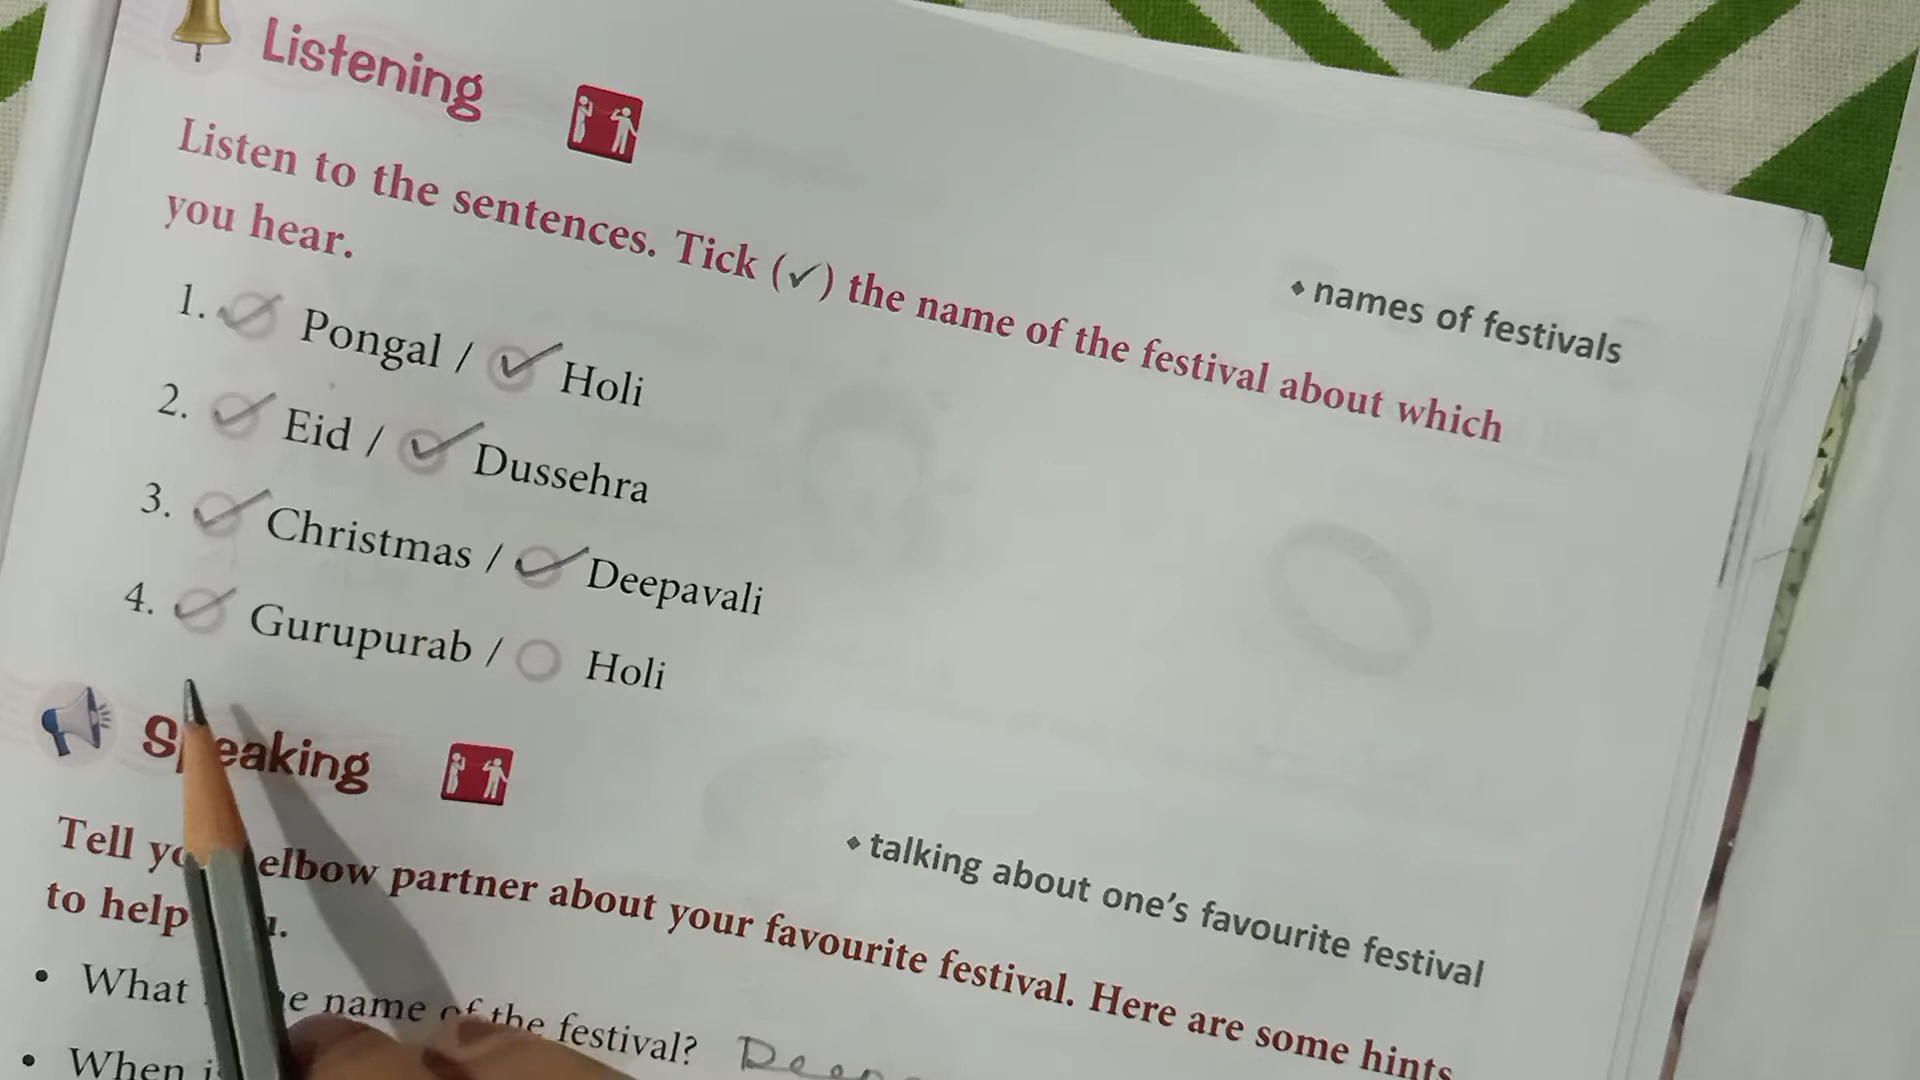 Listening
Listen to the sentences. Tick (✓) the name of the festival about which
you hear.
• names of festivals
1. Pongal / ✓ Holi
2. ✓ Eid / ✓ Dussehra
3. ✓ Christmas / ✓ Deepavali
4. ✓ Gurupurab / Holi
Speaking
• talking about one's favourite festival
Tell elbow partner about your favourite festival. Here are some hints
to help
• What name of the festival?
• When